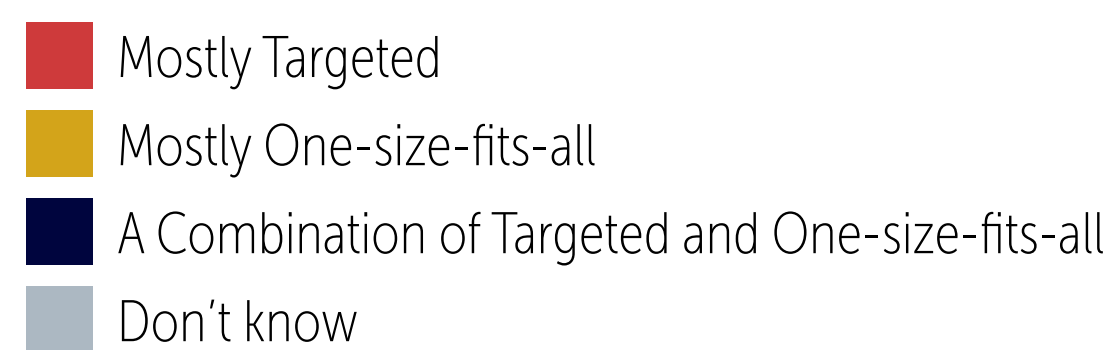 Mostly Targeted
Mostly One-size-fits-all
A Combination of Targeted and One-size-fits-all
Don’t know